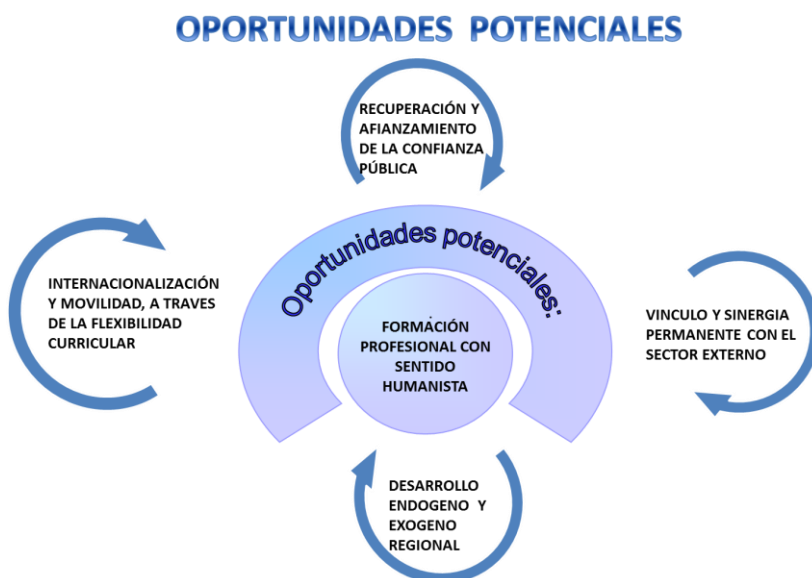 OPORTUNIDADES POTENCIALES
RECUPERACIÓN Y
AFIANZAMIENTO
DE LA CONFIANZA
PÚBLICA
Oportunidades potenciales:
INTERNACIONALIZACIÓN
Y MOVILIDAD, A TRAVES
DE LA FLEXIBILIDAD
CURRICULAR
.
FORMACIÓN
PROFESIONAL CON
SENTIDO
HUMANISTA
VINCULO Y SINERGIA
PERMANENTE CON EL
SECTOR EXTERNO
DESARROLLO
ENDOGENO Y
EXOGENO
REGIONAL